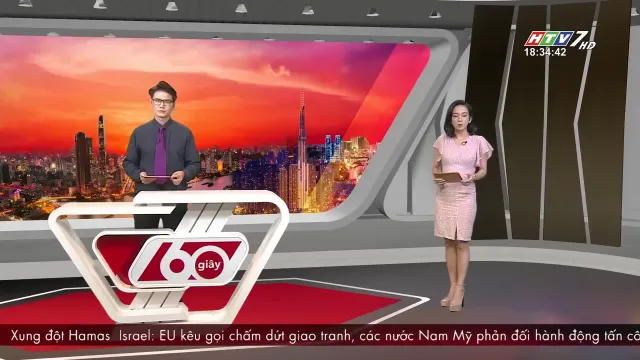 HTV7 HD
18:34:42
60 giây
Xung đột Hamas Israel: EU kêu gọi chấm dứt giao tranh, các nước Nam Mỹ phản đối hành động tấn cô